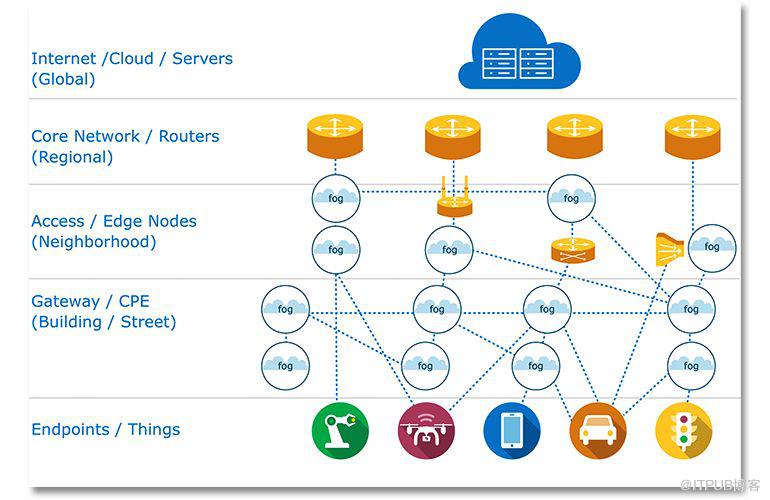 Internet /Cloud / Servers
(Global)
Core Network / Routers
(Regional)
fog
fog
Access / Edge Nodes
(Neighborhood)
fog
fog
fog
Gateway / CPE
(Building / Street)
fog
fog
fog
fog
fog
fog
fog
fog
Endpoints / Things
@ITPUB博客